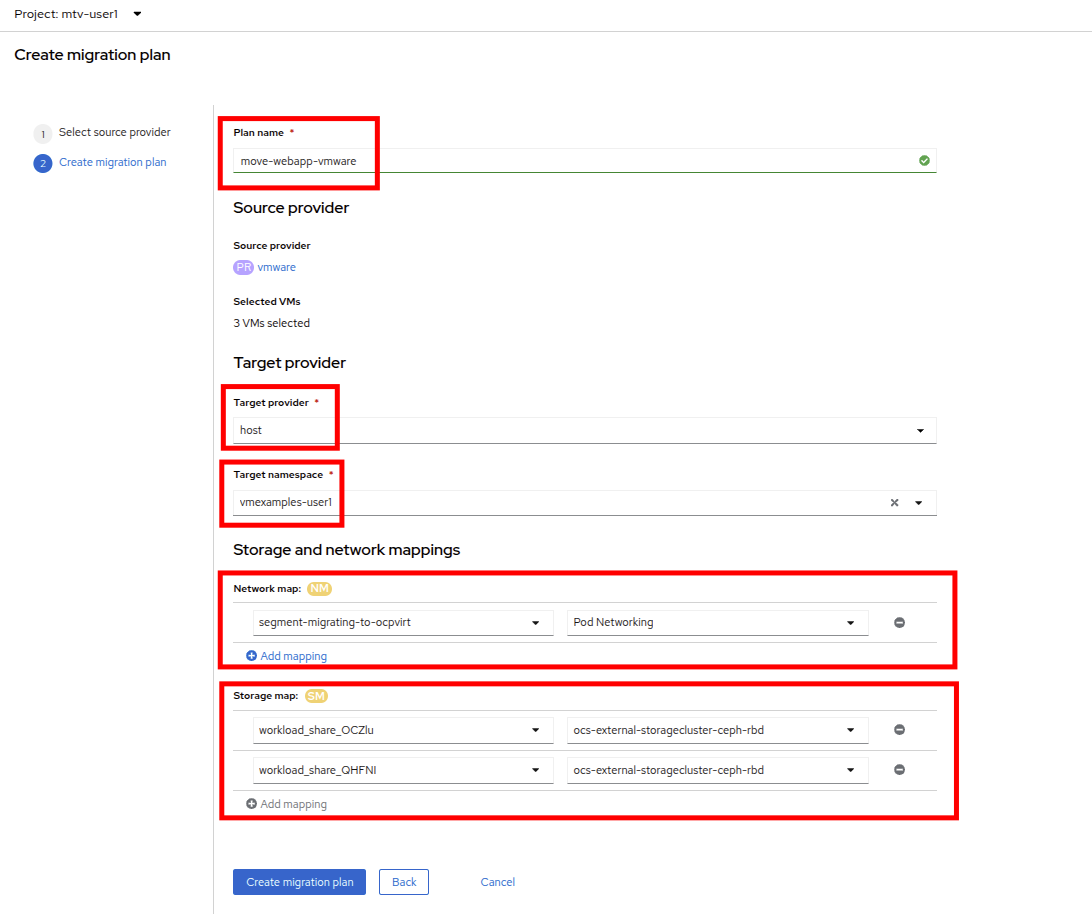 Project: mtv-user1
Create migration plan
1 Select source provider
2 Create migration plan
Plan name *
move-webapp-vmware
Source provider
Source provider
PR vmware
Selected VMs
3 VMs selected
Target provider
Target provider *
host
Target namespace *
vmexamples-user1
Storage and network mappings
Network map: NM
segment-migrating-to-ocpvirt Pod Networking
Add mapping
Storage map: SM
workload_share_OCZlu ocs-external-storagecluster-ceph-rbd
workload_share_QHFNI ocs-external-storagecluster-ceph-rbd
Add mapping
Create migration plan Back Cancel